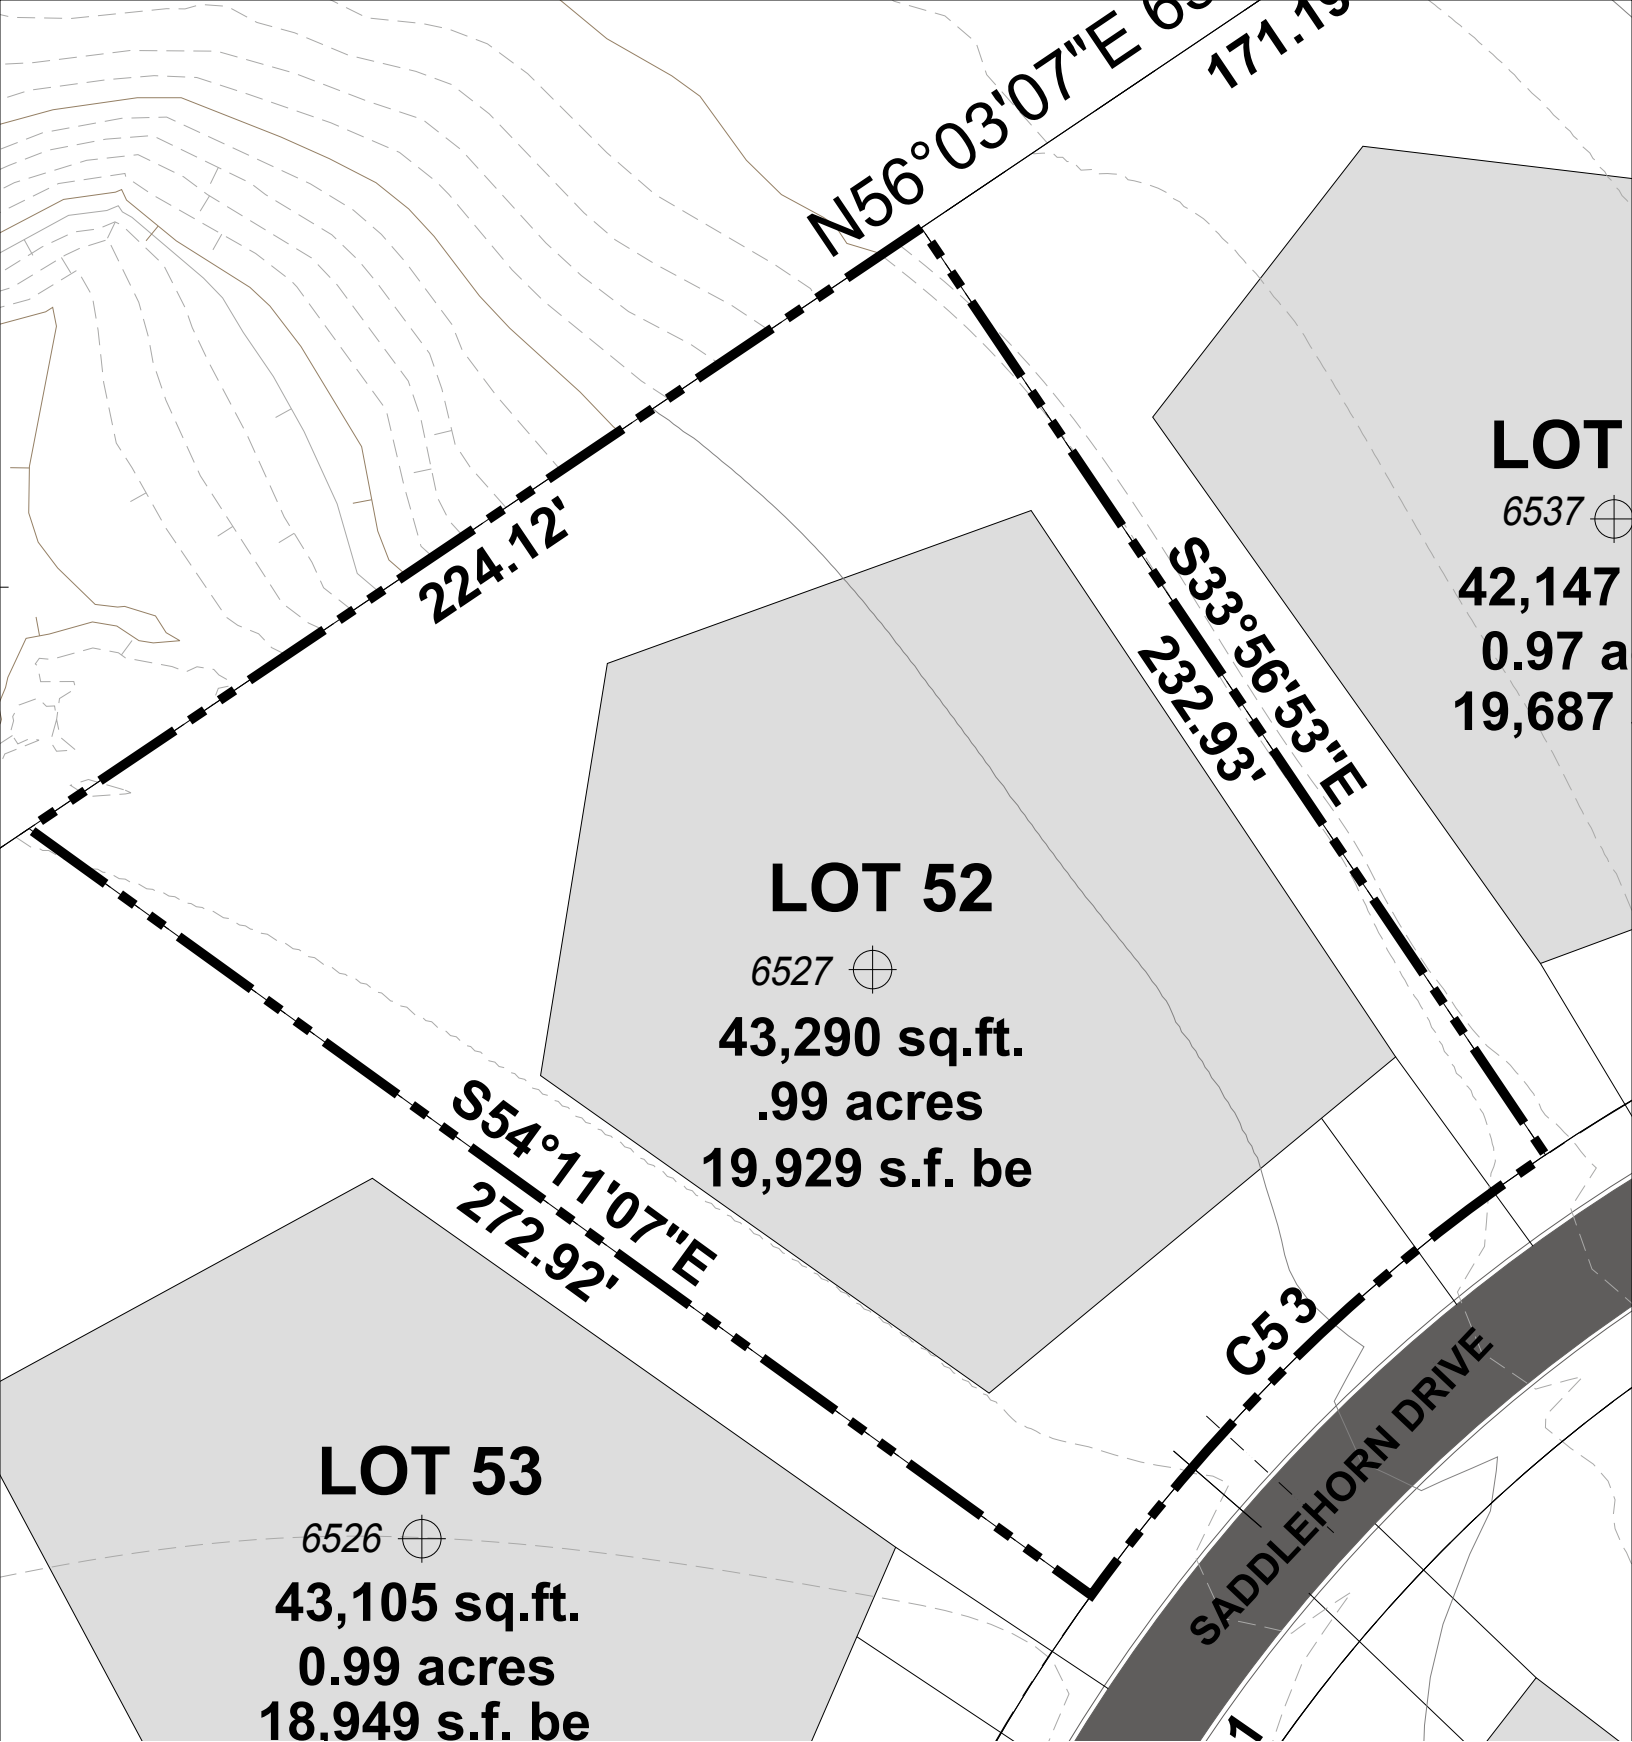 N56°03'07"E
171.19
224.12'
S33°56'53"E
232.93'
LOT
6537
42,147
0.97 a
19,687
LOT 52
6527
43,290 sq.ft.
.99 acres
19,929 s.f. be
S54°11'07"E
272.92'
C53
SADDLEHORN DRIVE
LOT 53
6526
43,105 sq.ft.
0.99 acres
18,949 s.f. be
1